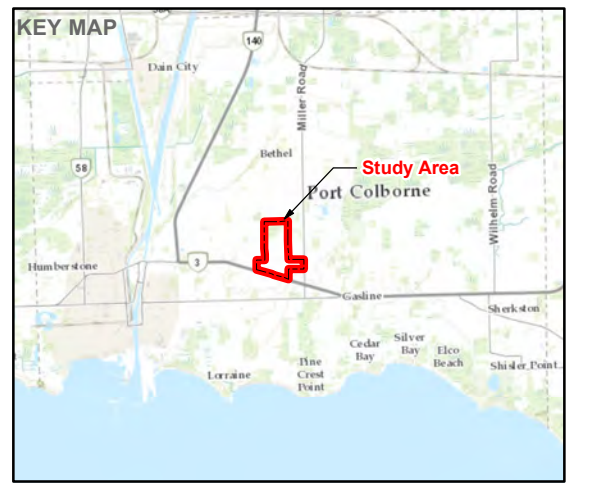 KEY MAP
140
Dain City
Miller Road
Bethel
58
Study Area
Port Colborne
Wilhelm Road
Humberstone
3
Gasline
Sherkston
Cedar
Bay
Silver
Bay
Elco
Beach
Shisler Point
Lorraine
Pine
Crest
Point